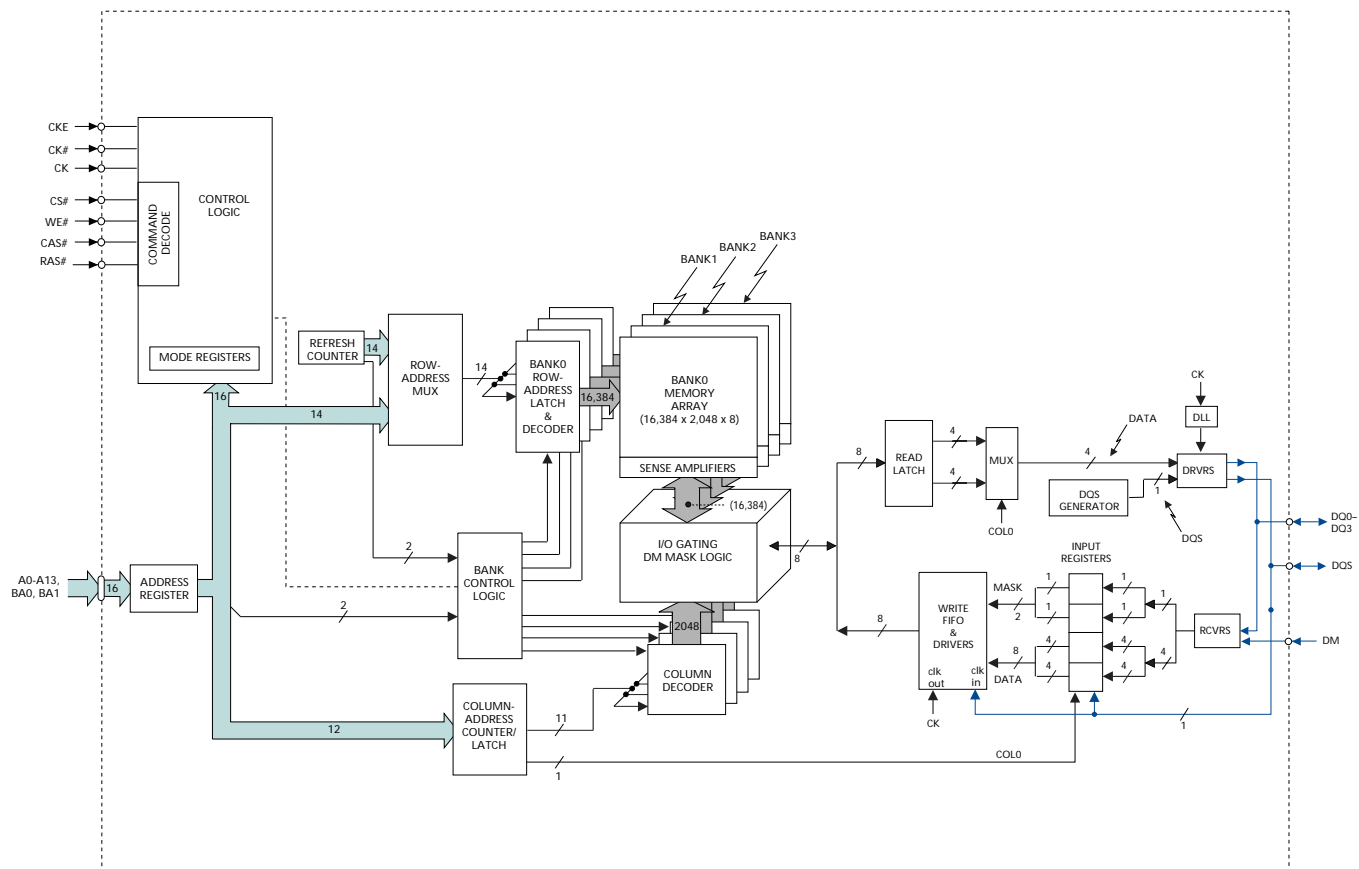 CKE
CK#
CK
CS#
WE#
CAS#
RAS#
COMMAND
DECODE
CONTROL
LOGIC
MODE REGISTERS
16
REFRESH
COUNTER
14
14
ROW-
ADDRESS
MUX
14
BANK0
ROW-
ADDRESS
LATCH
&
DECODER
16,384
BANK1
BANK2
BANK3
BANK0
MEMORY
ARRAY
(16,384 x 2,048 x 8)
SENSE AMPLIFIERS
(16,384)
I/O GATING
DM MASK LOGIC
2048
COLUMN
DECODER
2
BANK
CONTROL
LOGIC
2
A0-A13,
BA0, BA1
16
ADDRESS
REGISTER
12
COLUMN-
ADDRESS
COUNTER/
LATCH
11
1
COL0
8
8
READ
LATCH
4
4
MUX
COL0
4
DATA
CK
DLL
DRVRS
DQS
GENERATOR
1
DQS
DQ0–
DQ3
DQS
DM
RCVRS
INPUT
REGISTERS
1
1
4
4
1
1
4
4
1
4
MASK
2
8
DATA
WRITE
FIFO
&
DRIVERS
clk
out
clk
in
CK
8
1